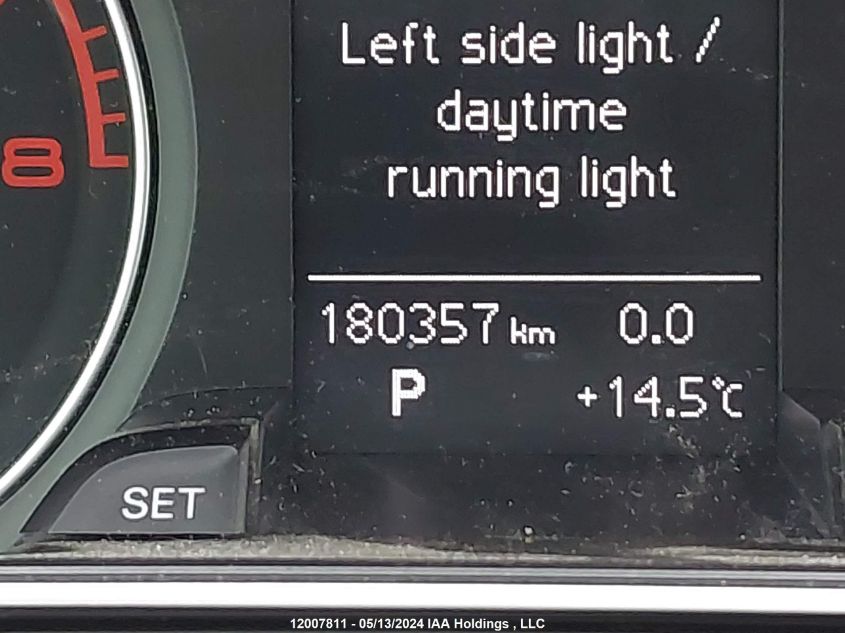 Left side light /
daytime
running light
8
180357 km 0.0
P +14.5°C
SET
12007811 - 05/13/2024 IAA Holdings , LLC